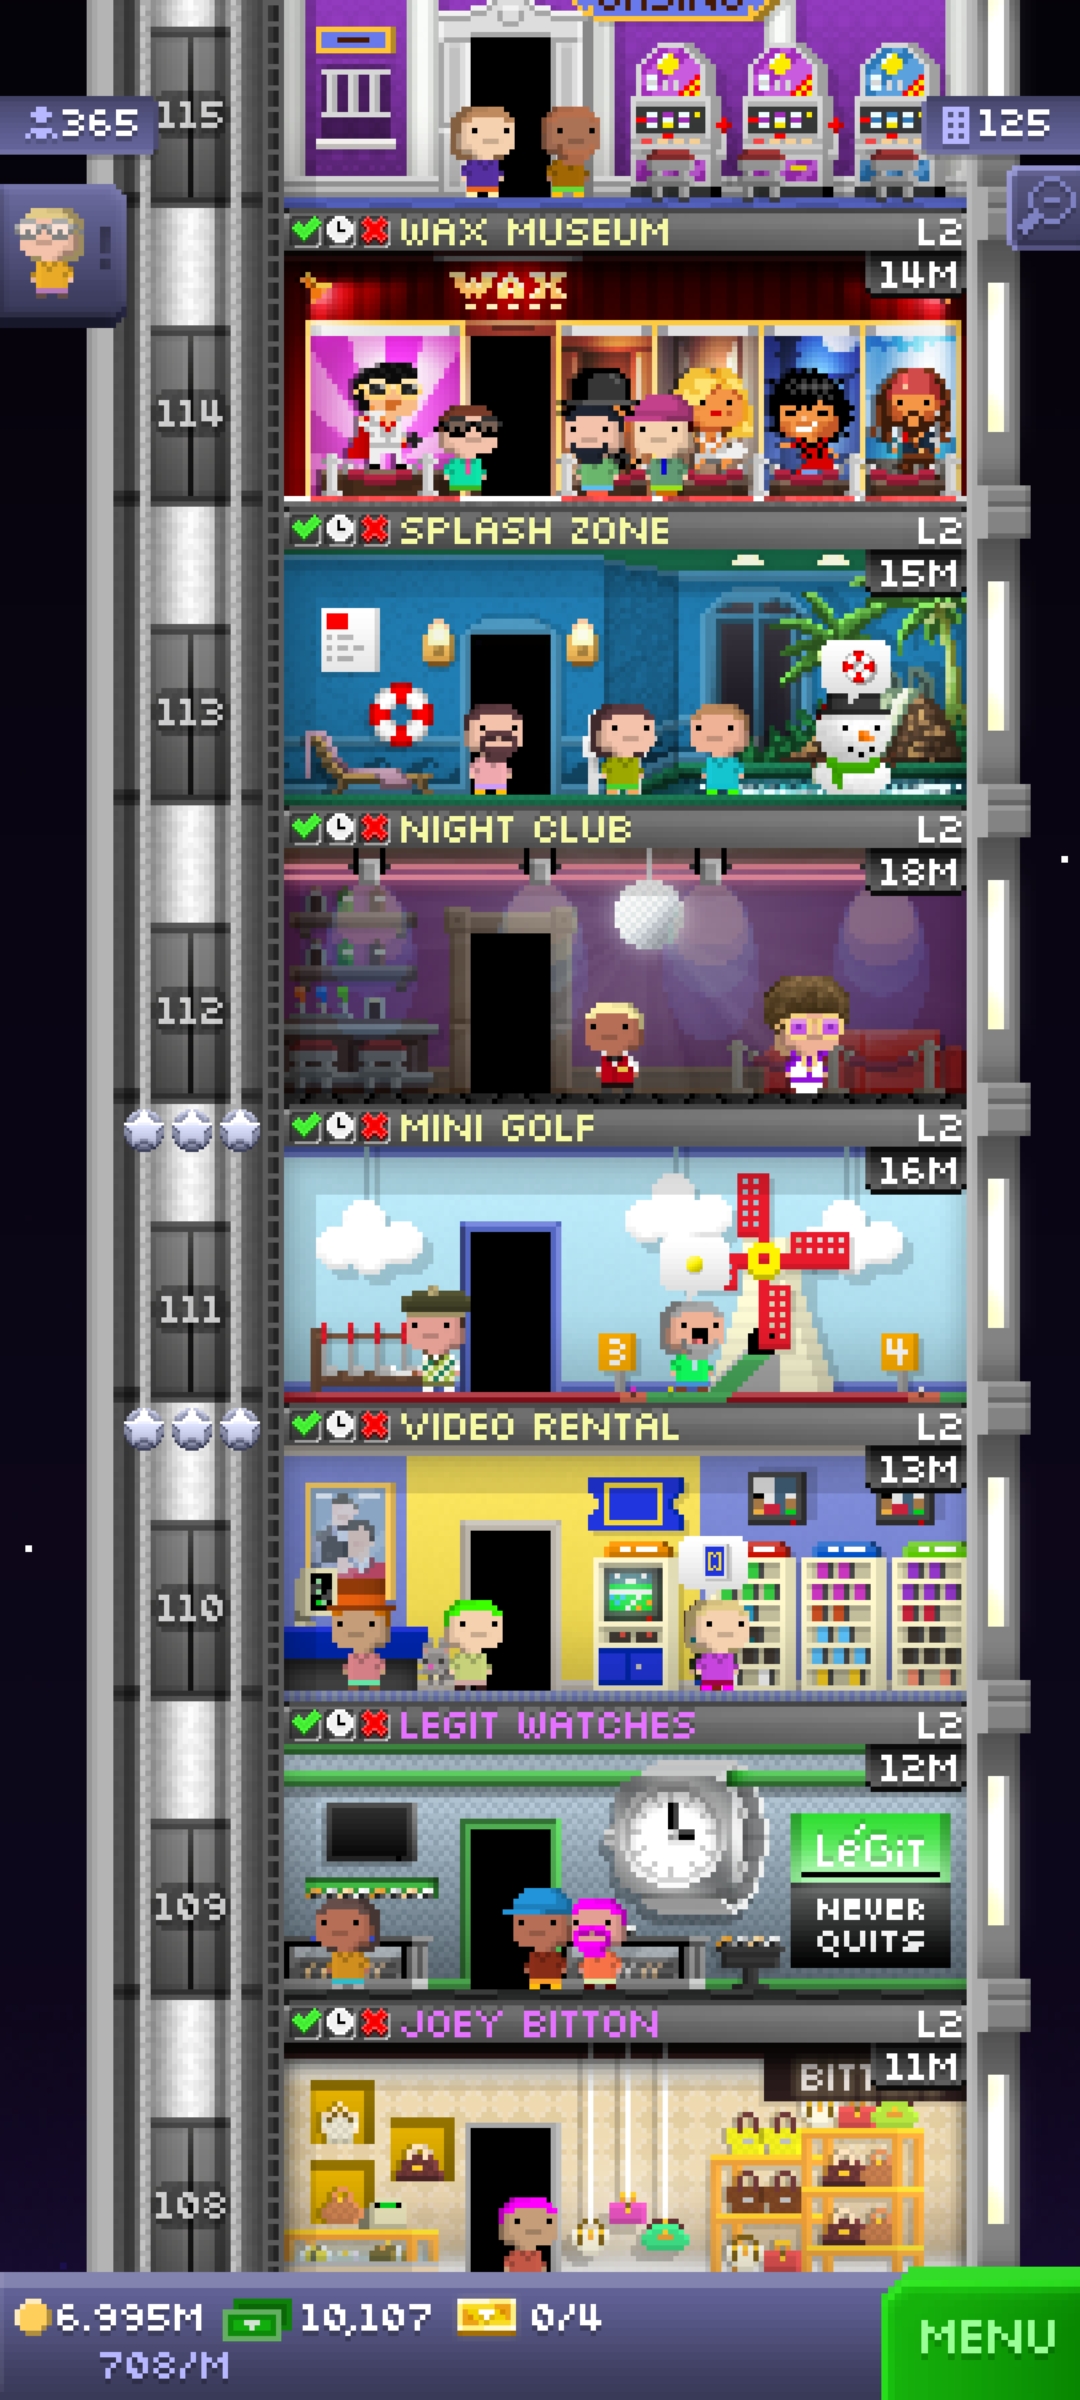 CASINO
115
365
125
WAX MUSEUM L2
14M
WAX
114
SPLASH ZONE L2
15M
113
NIGHT CLUB L2
18M
112
MINI GOLF L2
16M
111
3
4
VIDEO RENTAL L2
13M
110
LEGIT WATCHES L2
12M
LéGiT
NEVER
QUITS
109
JOEY BITTON L2
11M
BITT
108
6.995M 10,107 0/4
708/M
MENU